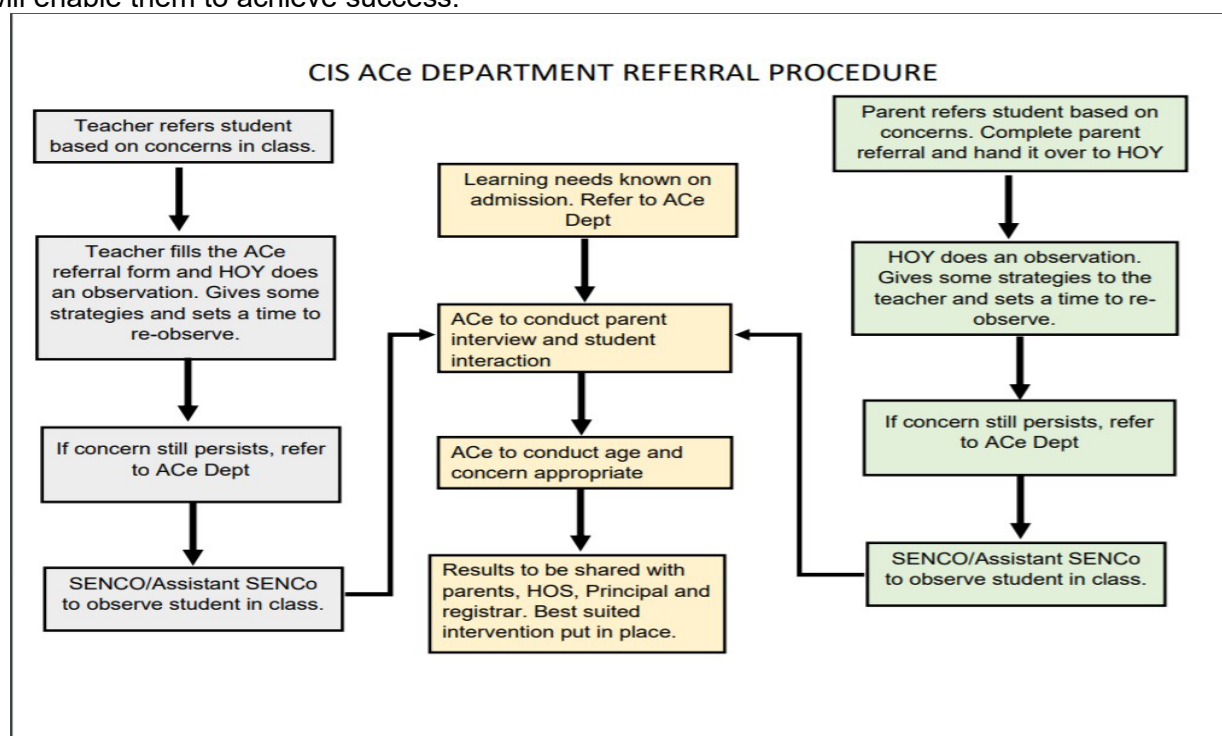 will enable them to achieve success.
CIS ACe DEPARTMENT REFERRAL PROCEDURE
Teacher refers student
based on concerns in class.
Teacher fills the ACe
referral form and HOY does
an observation. Gives some
strategies and sets a time to
re-observe.
If concern still persists, refer
to ACe Dept
SENCO/Assistant SENCo
to observe student in class.
Learning needs known on
admission. Refer to ACe
Dept
ACe to conduct parent
interview and student
interaction
ACe to conduct age and
concern appropriate
Results to be shared with
parents, HOS, Principal and
registrar. Best suited
intervention put in place.
Parent refers student based on
concerns. Complete parent
referral and hand it over to HOY
HOY does an observation.
Gives some strategies to the
teacher and sets a time to re-
observe.
If concern still persists, refer
to ACe Dept
SENCO/Assistant SENCo
to observe student in class.